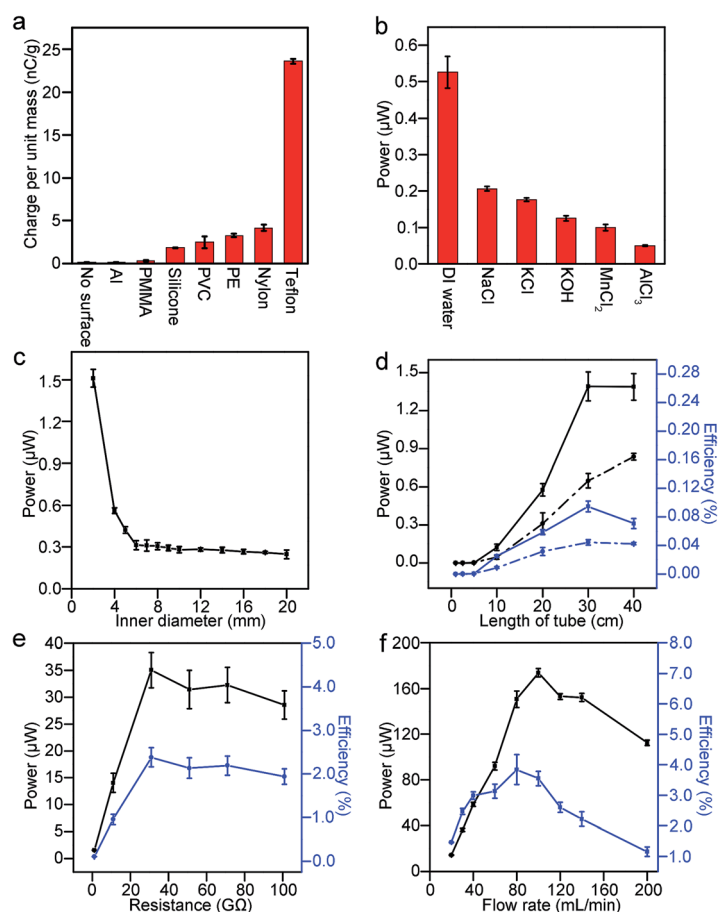 a
Charge per unit mass (nC/g)
25
20
15
10
5
0
No surface
Al
PMMA
Silicone
PVC
PE
Nylon
Teflon
b
Power (µW)
0.6
0.5
0.4
0.3
0.2
0.1
0.0
DI water
NaCl
KCl
KOH
MnCl₂
AlCl₃
c
Power (µW)
1.5
1.2
0.9
0.6
0.3
0.0
0 4 8 12 16 20
Inner diameter (mm)
d
Power (µW)
1.5
1.2
0.9
0.6
0.3
0.0
0 10 20 30 40
Length of tube (cm)
0.28
0.24
0.20
0.16
0.12
0.08
0.04
0.00
Efficiency (%)
e
Power (µW)
40
35
30
25
20
15
10
5
0
0 20 40 60 80 100
Resistance (GΩ)
5.0
4.0
3.0
2.0
1.0
0.0
Efficiency (%)
f
Power (µW)
200
160
120
80
40
0
0 40 80 120 160 200
Flow rate (mL/min)
8.0
7.0
6.0
5.0
4.0
3.0
2.0
1.0
Efficiency (%)